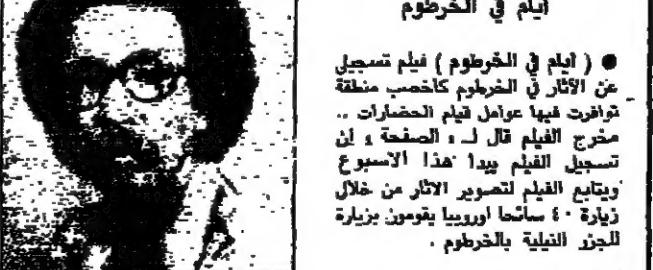 أيام في الخرطوم
● ( أيام في الخرطوم ) فيلم تسجيل
عن الآثار في الخرطوم كأخصب منطقة
توافرت فيها عوامل قيام الحضارات ..
مخرج الفيلم قال لـ « الصفحة » إن
تسجيل الفيلم يبدأ هذا الاسبوع
ويتابع الفيلم لتصوير الآثار من خلال
زيارة ٤٠ سائحا اوروبيا يقومون بزيارة
للجزر النيلية بالخرطوم .